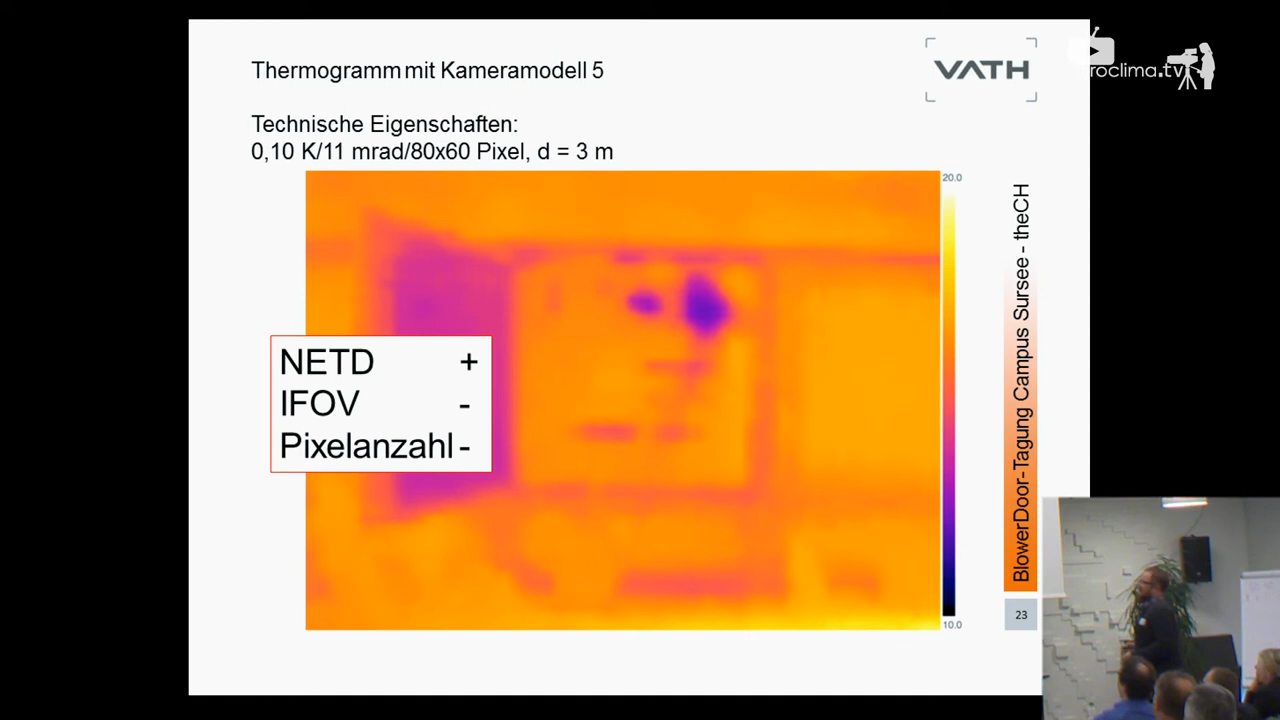 Thermogramm mit Kameramodell 5
VATH
roclima.tv
Technische Eigenschaften:
0,10 K/11 mrad/80x60 Pixel, d = 3 m
20.0
NETD +
IFOV -
Pixelanzahl -
10.0
BlowerDoor-Tagung Campus Sursee - theCH
23